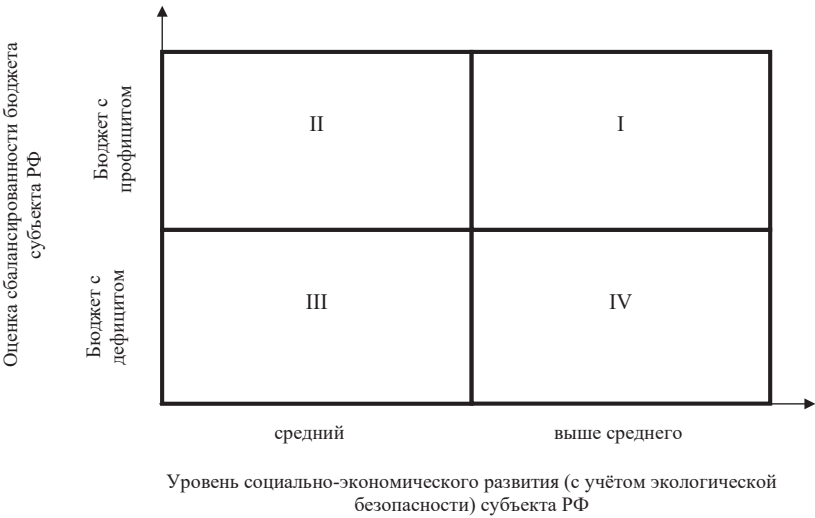 Оценка сбалансированности бюджета
субъекта РФ
Бюджет с
профицитом
II
I
Бюджет с
дефицитом
III
IV
средний
выше среднего
Уровень социально-экономического развития (с учётом экологической
безопасности) субъекта РФ